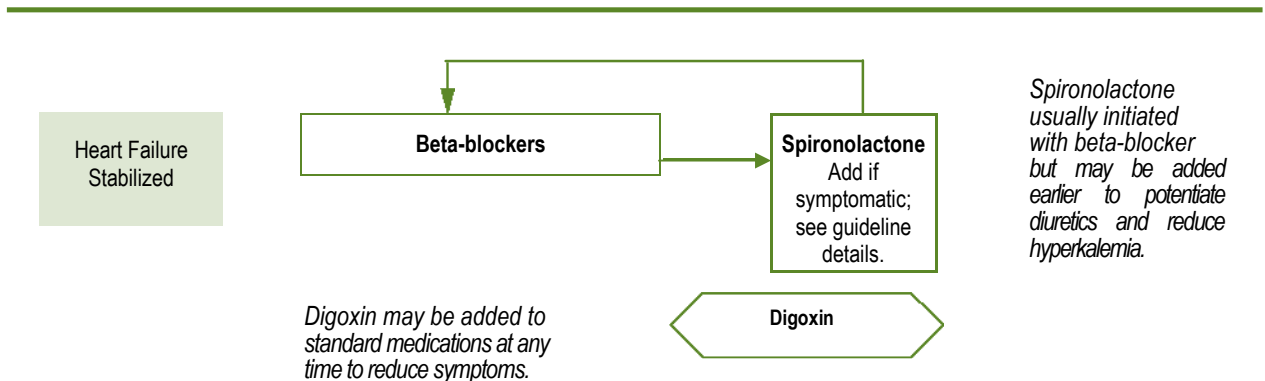 Heart Failure
Stabilized
Beta-blockers
Spironolactone
Add if
symptomatic;
see guideline
details.
Spironolactone
usually initiated
with beta-blocker
but may be added
earlier to potentiate
diuretics and reduce
hyperkalemia.
Digoxin may be added to
standard medications at any
time to reduce symptoms.
Digoxin